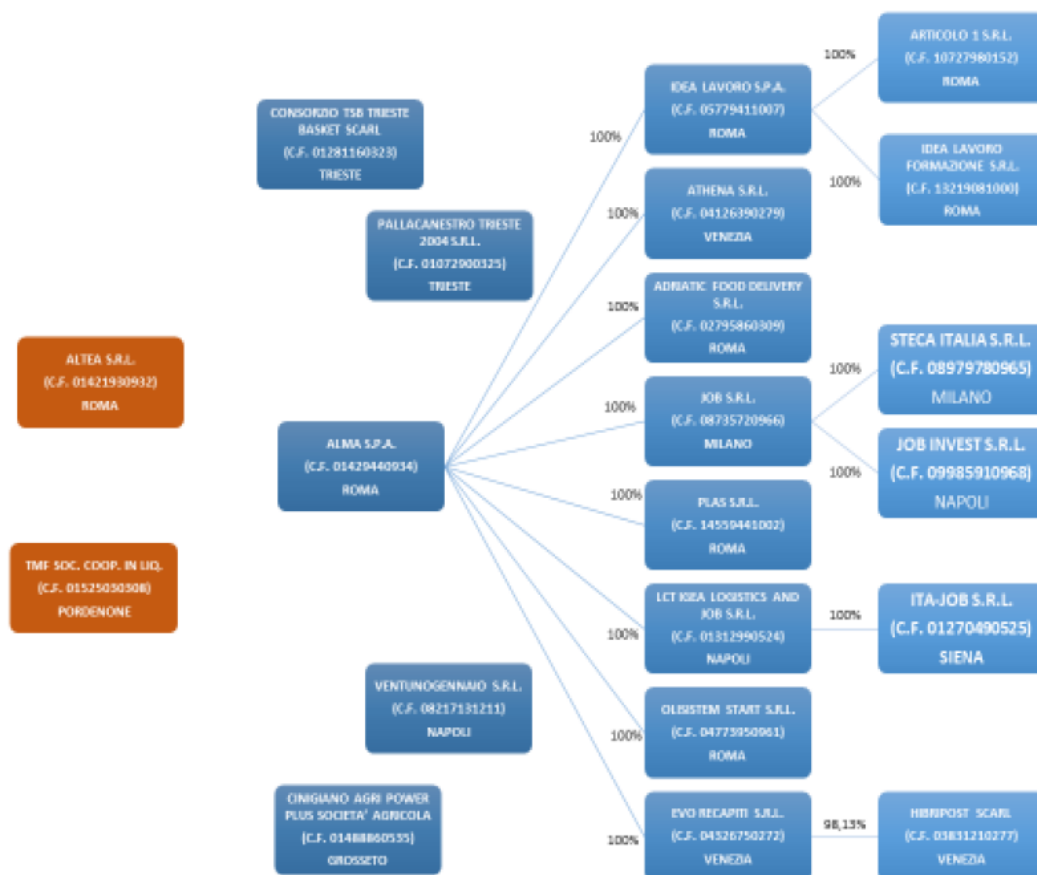 ARTICOLO 1 S.R.L.
(C.F. 10727980152)
ROMA
100%
IDEA LAVORO S.P.A.
(C.F. 05779411007)
ROMA
CONSORZIO TSB TRIESTE
BASKET SCARL
(C.F. 01281160323)
TRIESTE
100%
IDEA LAVORO
FORMAZIONE S.R.L.
(C.F. 13219081000)
ROMA
100%
ATHENA S.R.L.
(C.F. 04126390279)
VENEZIA
100%
PALLACANESTRO TRIESTE
2004 S.R.L.
(C.F. 01072900325)
TRIESTE
ADRIATIC FOOD DELIVERY
S.R.L.
(C.F. 02795860309)
ROMA
100%
ALTEA S.R.L.
(C.F. 01421930932)
ROMA
STECA ITALIA S.R.L.
(C.F. 08979780965)
MILANO
100%
JOB S.R.L.
(C.F. 08735720966)
MILANO
100%
ALMA S.P.A.
(C.F. 01429440934)
ROMA
JOB INVEST S.R.L.
(C.F. 09985910968)
NAPOLI
100%
100%
PLAS S.R.L.
(C.F. 14559441002)
ROMA
TMF SOC. COOP. IN LIQ.
(C.F. 01525030308)
PORDENONE
LCT IGEA LOGISTICS AND
JOB S.R.L.
(C.F. 01312990524)
NAPOLI
100%
100%
ITA-JOB S.R.L.
(C.F. 01270490525)
SIENA
VENTUNOGENNAIO S.R.L.
(C.F. 08217131211)
NAPOLI
OLISISTEM START S.R.L.
(C.F. 04773950961)
ROMA
100%
CINIGIANO AGRI POWER
PLUS SOCIETA' AGRICOLA
(C.F. 01488860535)
GROSSETO
100%
EVO RECAPITI S.R.L.
(C.F. 04326750272)
VENEZIA
98,13%
HIBRIPOST SCARL
(C.F. 03831210277)
VENEZIA